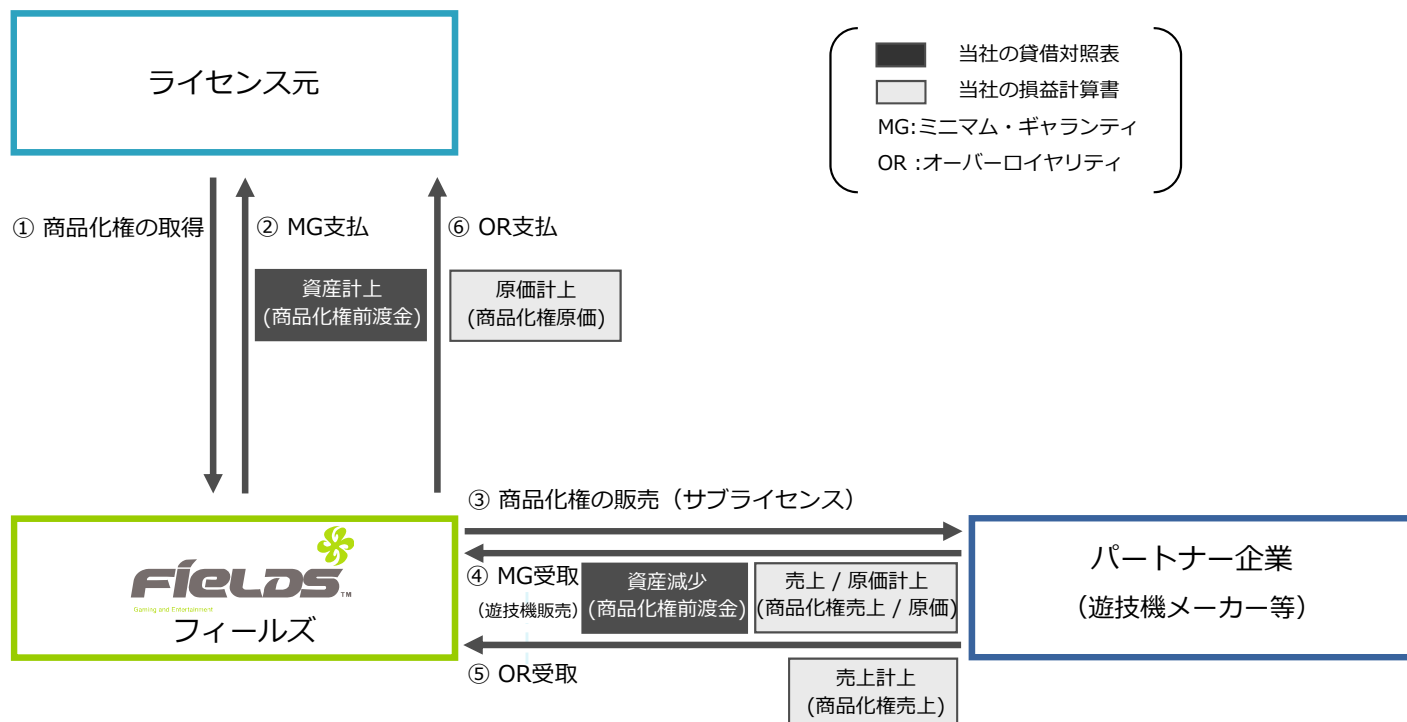 ライセンス元
当社の貸借対照表
当社の損益計算書
MG:ミニマム・ギャランティ
OR :オーバーロイヤリティ
① 商品化権の取得
② MG支払
⑥ OR支払
資産計上
(商品化権前渡金)
原価計上
(商品化権原価)
③ 商品化権の販売（サブライセンス）
FIELDS™
Gaming and Entertainment
フィールズ
④ MG受取
（遊技機販売）
資産減少
(商品化権前渡金)
売上 / 原価計上
(商品化権売上 / 原価)
パートナー企業
（遊技機メーカー等）
⑤ OR受取
売上計上
(商品化権売上)